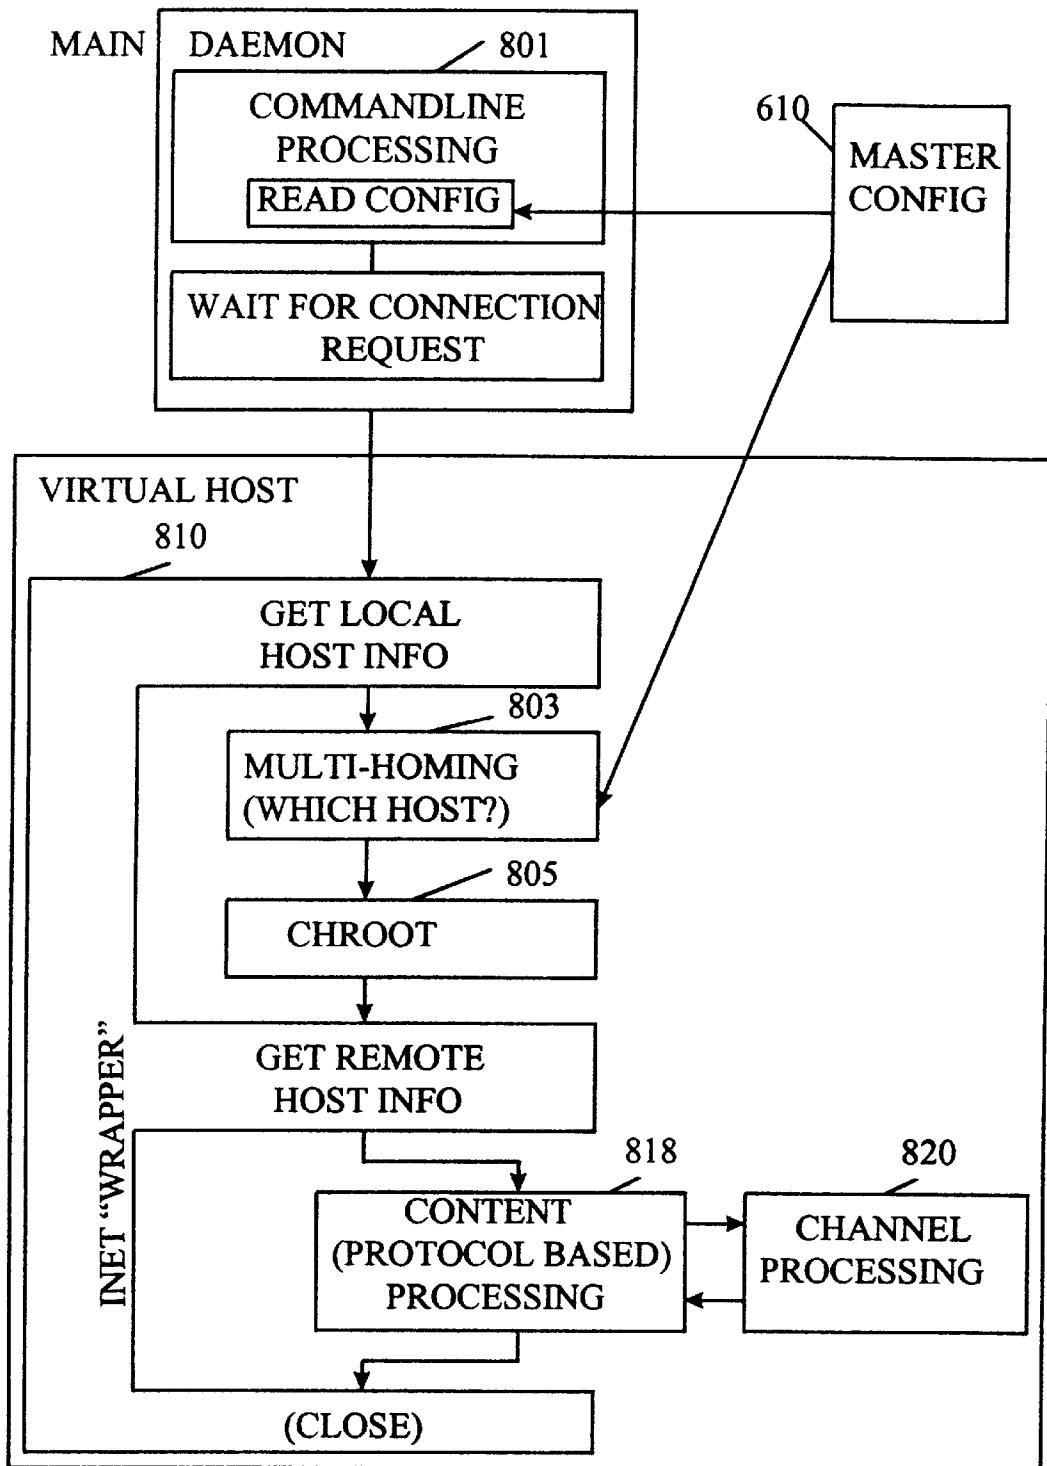 MAIN DAEMON
801
COMMANDLINE
PROCESSING
READ CONFIG
610
MASTER
CONFIG
WAIT FOR CONNECTION
REQUEST
VIRTUAL HOST
810
GET LOCAL
HOST INFO
803
MULTI-HOMING
(WHICH HOST?)
805
CHROOT
INET “WRAPPER”
GET REMOTE
HOST INFO
818
CONTENT
(PROTOCOL BASED)
PROCESSING
820
CHANNEL
PROCESSING
(CLOSE)